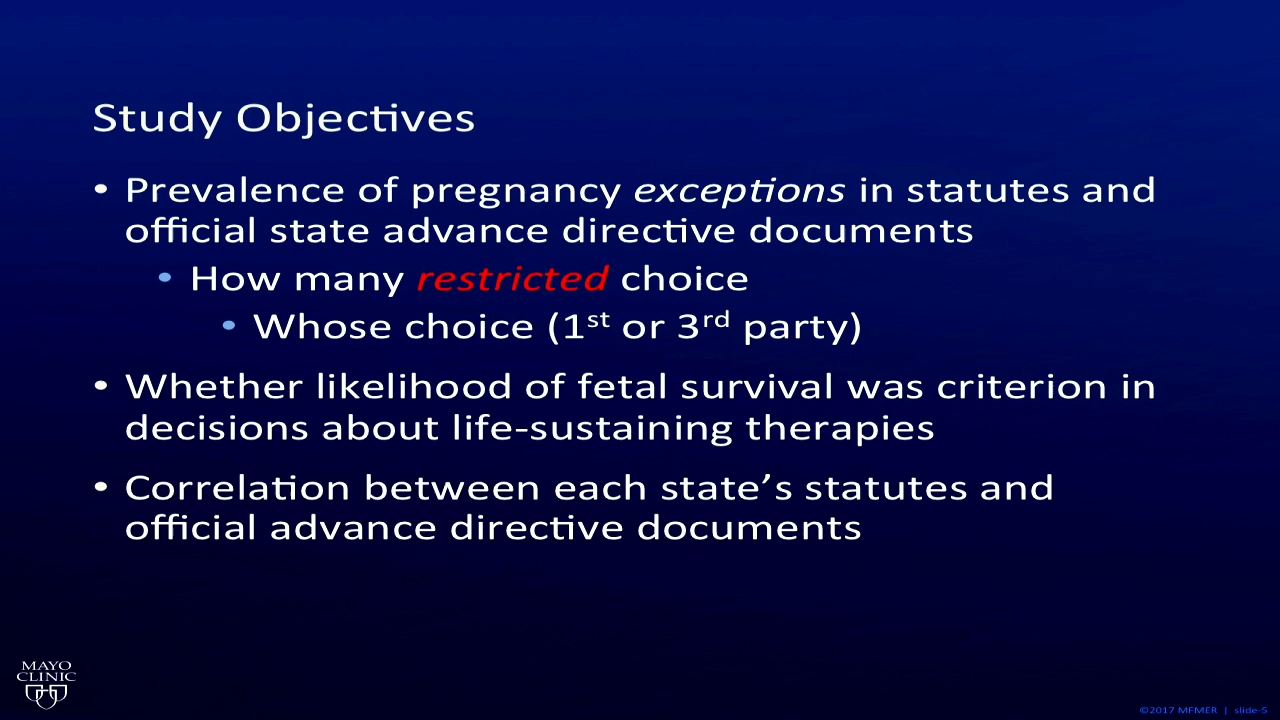 Study Objectives
• Prevalence of pregnancy exceptions in statutes and
official state advance directive documents
• How many restricted choice
• Whose choice (1st or 3rd party)
• Whether likelihood of fetal survival was criterion in
decisions about life-sustaining therapies
• Correlation between each state's statutes and
official advance directive documents
MAYO
CLINIC
©2017 MFMER | slide-5